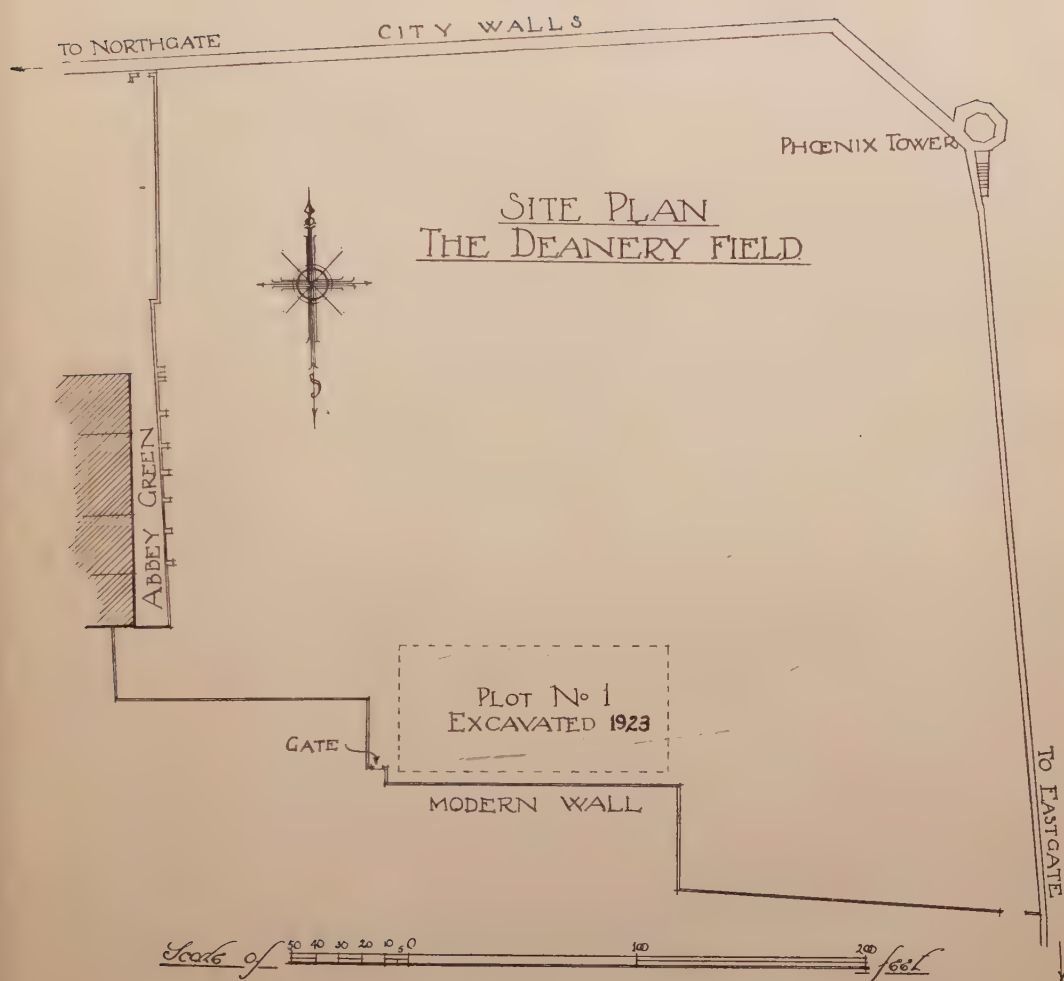 CITY WALLS
TO NORTHGATE
PHŒNIX TOWER
SITE PLAN
THE DEANERY FIELD
S
ABBEY GREEN
PLOT No 1
EXCAVATED 1923
GATE
MODERN WALL
TO EASTGATE
Scale of 50 40 30 20 10 5 0 100 200 feet